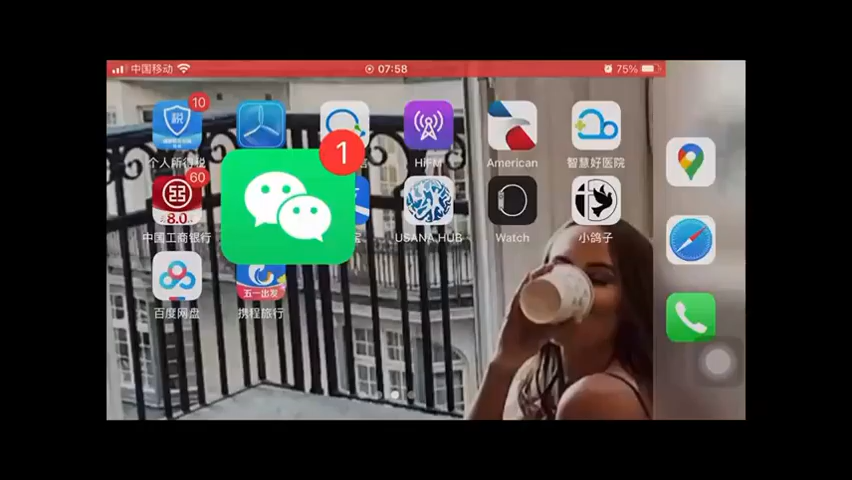 中国移动 07:58 75%
10
1
个人所得税 HiFM American 智慧好医院
60
8.0
中国工商银行 USANA HUB Watch 小鸽子
五一出发
百度网盘 携程旅行